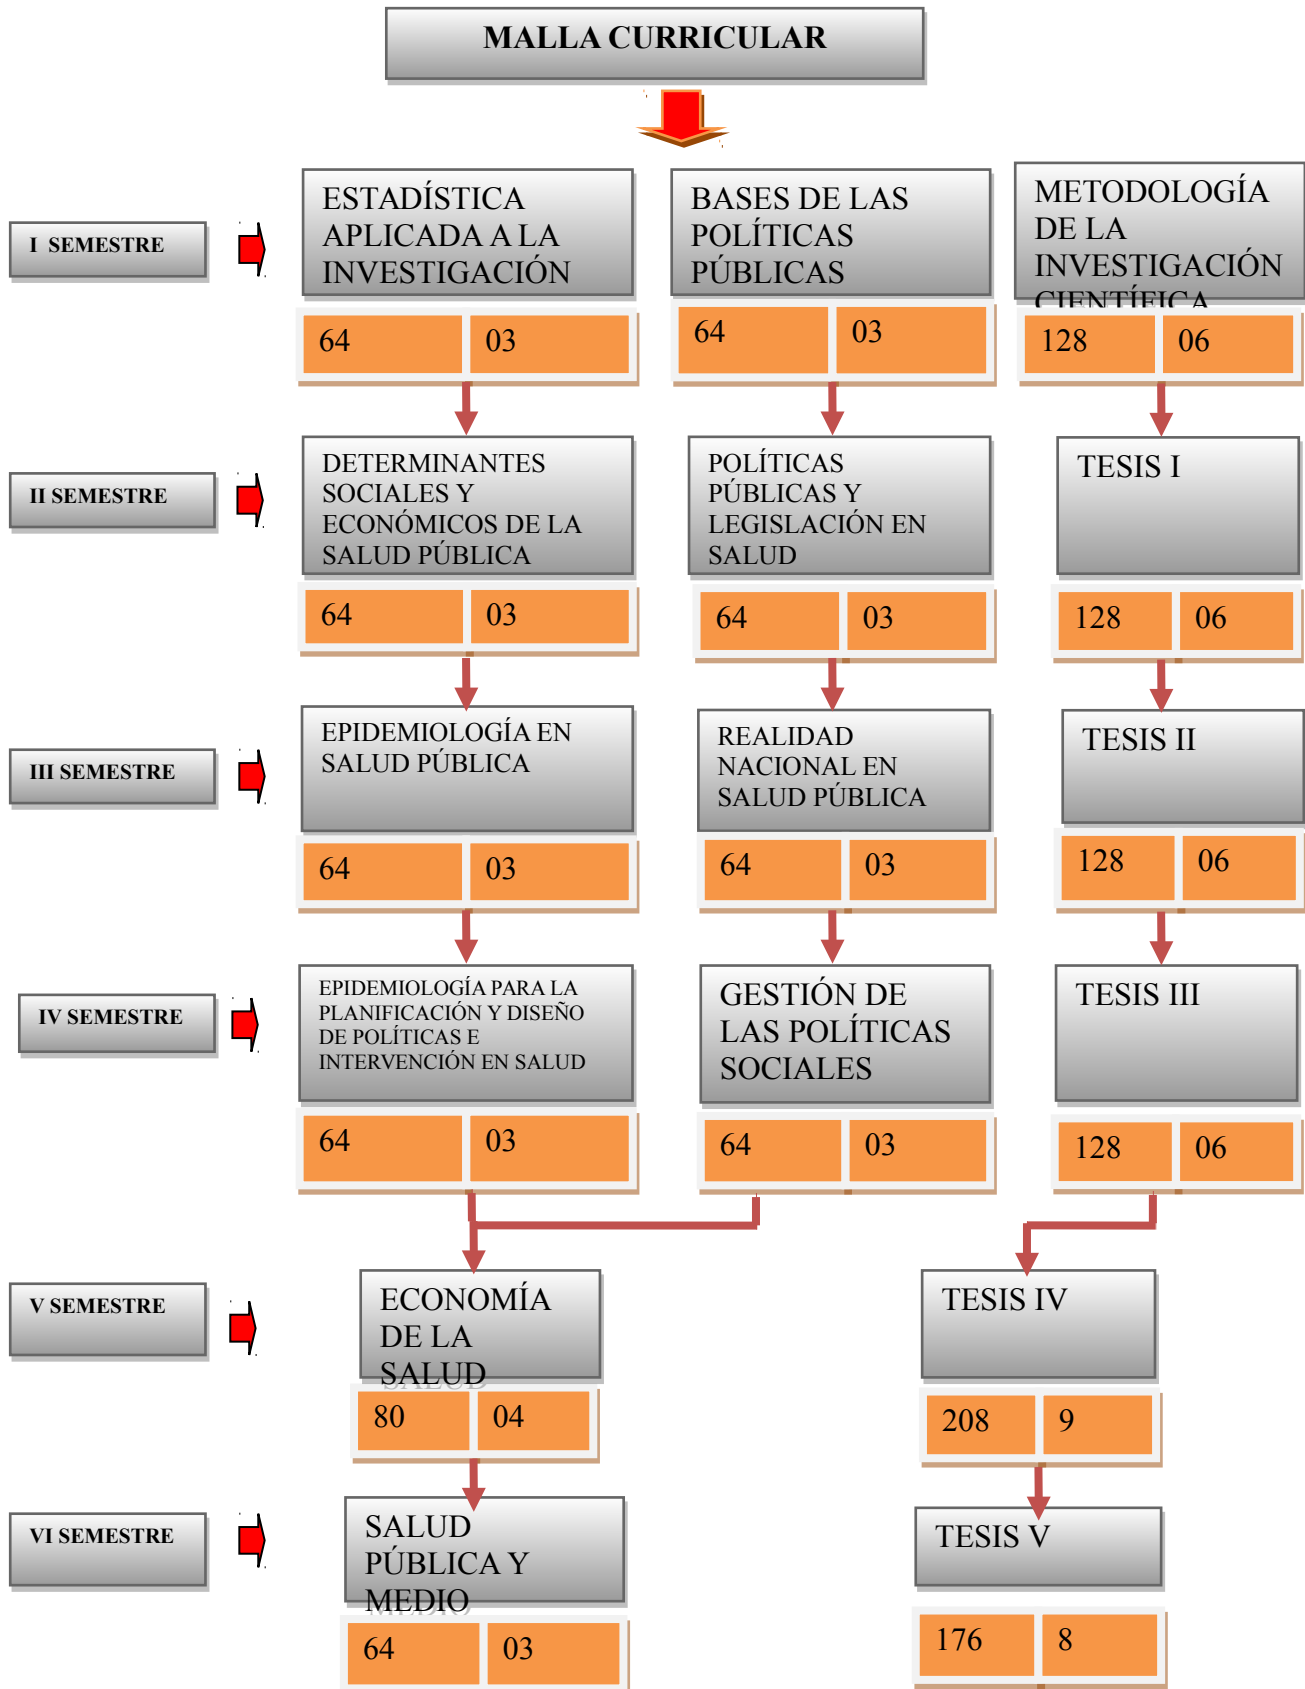 MALLA CURRICULAR
I SEMESTRE
ESTADÍSTICA
APLICADA A LA
INVESTIGACIÓN
64 03
BASES DE LAS
POLÍTICAS
PÚBLICAS
64 03
METODOLOGÍA
DE LA
INVESTIGACIÓN
CIENTÍFICA
128 06
II SEMESTRE
DETERMINANTES
SOCIALES Y
ECONÓMICOS DE LA
SALUD PÚBLICA
64 03
POLÍTICAS
PÚBLICAS Y
LEGISLACIÓN EN
SALUD
64 03
TESIS I
128 06
III SEMESTRE
EPIDEMIOLOGÍA EN
SALUD PÚBLICA
64 03
REALIDAD
NACIONAL EN
SALUD PÚBLICA
64 03
TESIS II
128 06
IV SEMESTRE
EPIDEMIOLOGÍA PARA LA
PLANIFICACIÓN Y DISEÑO
DE POLÍTICAS E
INTERVENCIÓN EN SALUD
64 03
GESTIÓN DE
LAS POLÍTICAS
SOCIALES
64 03
TESIS III
128 06
V SEMESTRE
ECONOMÍA
DE LA
SALUD
80 04
TESIS IV
208 9
VI SEMESTRE
SALUD
PÚBLICA Y
MEDIO
64 03
TESIS V
176 8